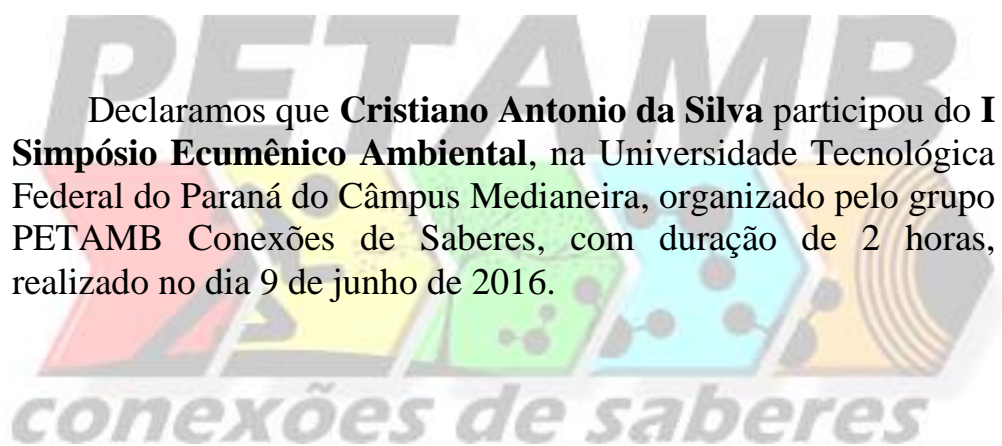 PETAMB
Declaramos que Cristiano Antonio da Silva participou do I
Simpósio Ecumênico Ambiental, na Universidade Tecnológica
Federal do Paraná do Câmpus Medianeira, organizado pelo grupo
PETAMB Conexões de Saberes, com duração de 2 horas,
realizado no dia 9 de junho de 2016.
conexões de saberes